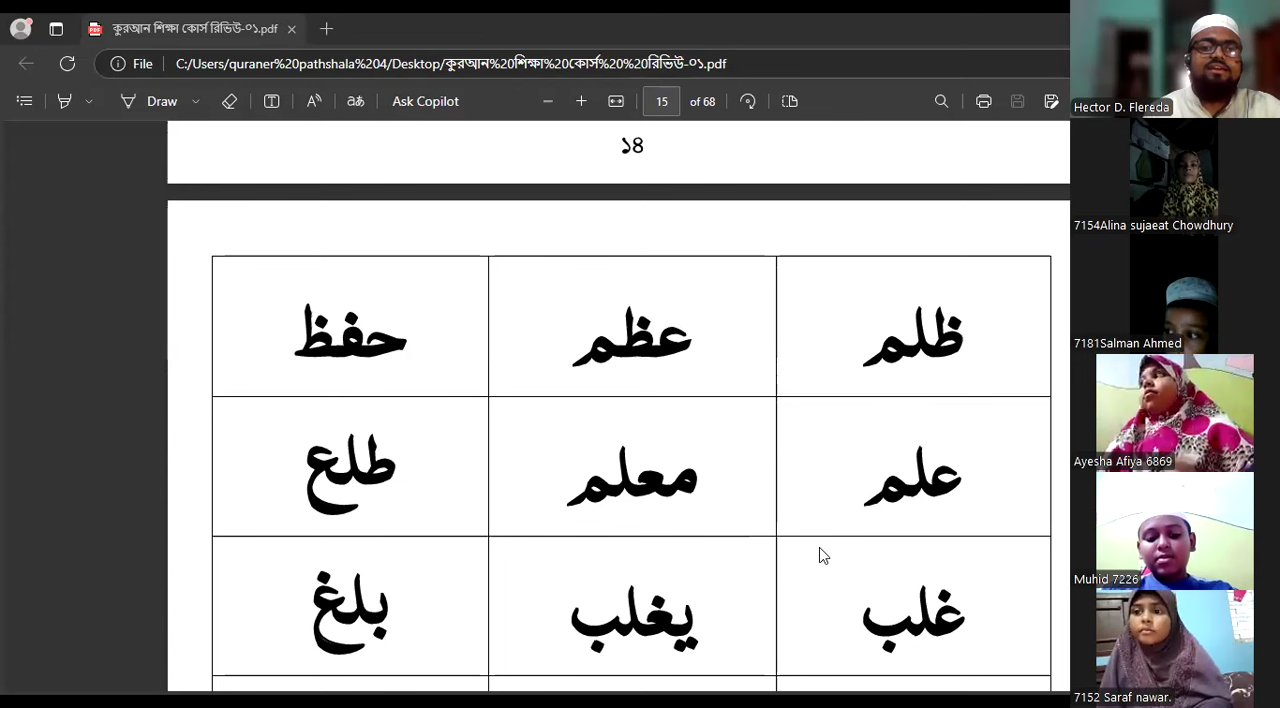 কুরআন শিক্ষা কোর্স রিভিউ-০১.pdf
File C:/Users/quraner%20pathshala%204/Desktop/কুরআন%20শিক্ষা%20কোর্স%20%20রিভিউ-০১.pdf
Draw Ask Copilot 15 of 68
১৪
ظلم عظم حفظ
علم معلم طلع
غلب يغلب بلغ
Hector D. Flereda
7154Alina sujaeat Chowdhury
7181Salman Ahmed
Ayesha Afiya 6869
Muhid 7226
7152 Saraf nawar.